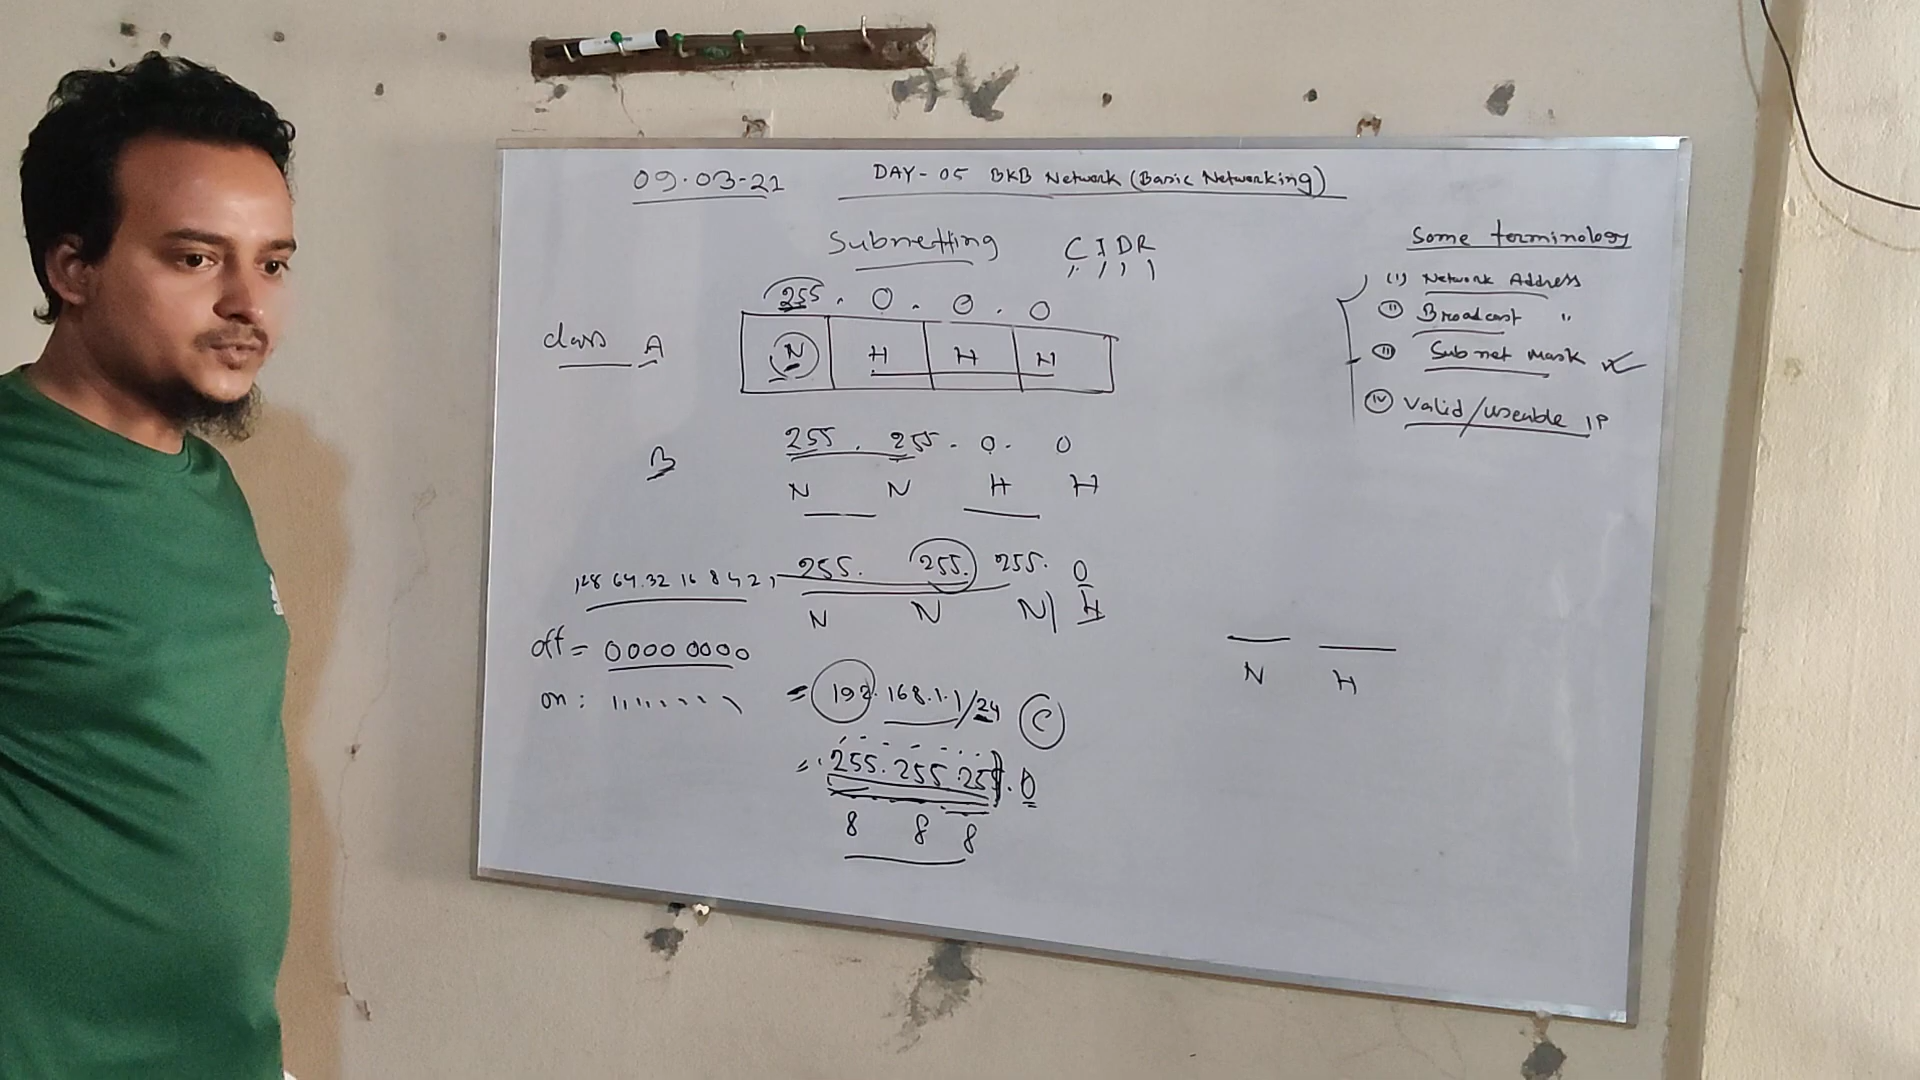 09.03-21
DAY-05 BKB Network (Basic Networking)
Subnetting
CIDR
255.0.0.0
class A
N H H H
B
255.255.0.0
N N H H
128 64.32 16 8 4 2 1
255.255.255.0
N N N/H
off = 0000 0000
on: 11111111
= 192.168.1.1/24 C
= 255.255.255.0
8 8 8
Some terminology
(i) Network Address
(ii) Broadcast "
(iii) Subnet mask
(iv) Valid/useable IP
N H